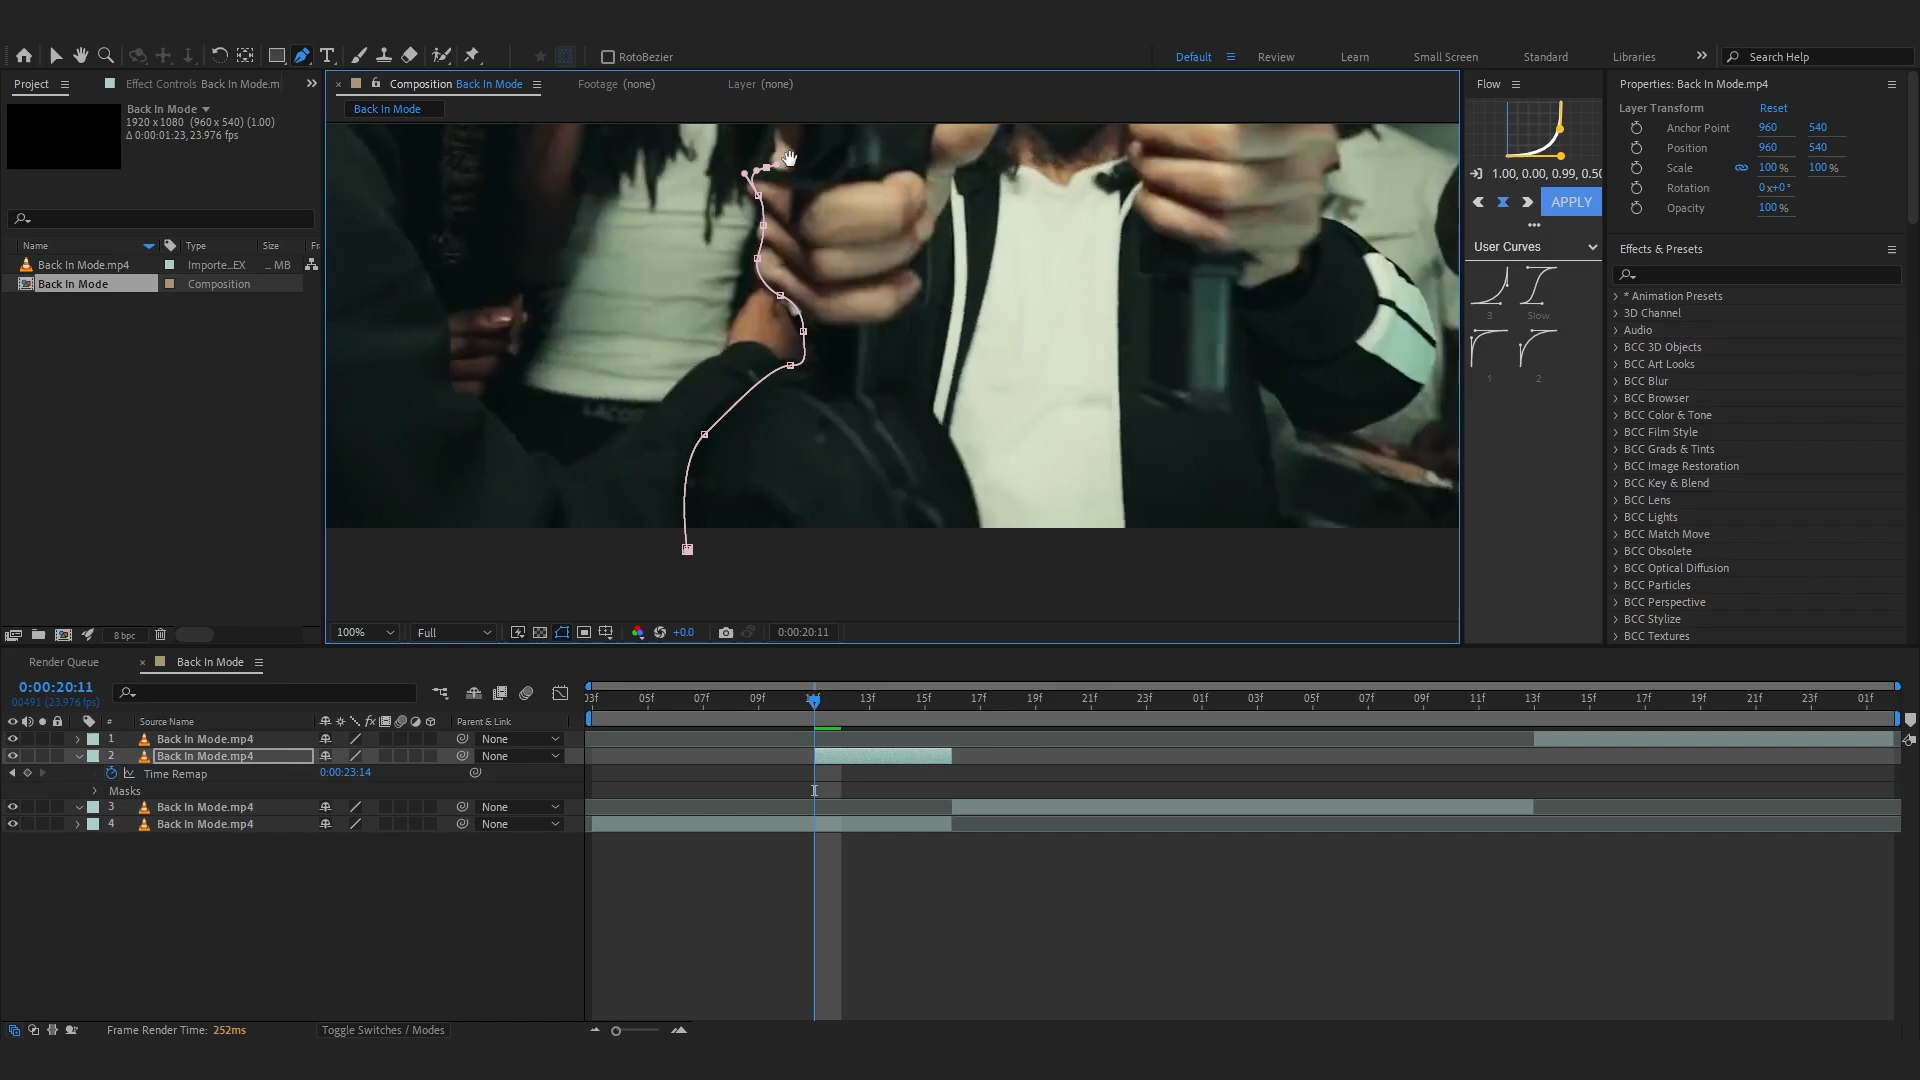 RotoBezier
Default
Review
Learn
Small Screen
Standard
Libraries
Search Help
Project
Effect Controls Back In Mode.m
Composition Back In Mode
Footage (none)
Layer (none)
Flow
Properties: Back In Mode.mp4
Back In Mode
1920 x 1080 (960 x 540) (1.00)
Δ 0:00:01:23, 23.976 fps
Back In Mode
Layer Transform
Reset
Anchor Point
960
540
Position
960
540
Scale
100 %
100 %
Rotation
0x+0°
Opacity
100 %
1.00, 0.00, 0.99, 0.50
APPLY
User Curves
3
Slow
1
2
Name
Type
Size
Fr
Back In Mode.mp4
Importe...EX
... MB
Back In Mode
Composition
LACOS
Effects & Presets
* Animation Presets
3D Channel
Audio
BCC 3D Objects
BCC Art Looks
BCC Blur
BCC Browser
BCC Color & Tone
BCC Film Style
BCC Grads & Tints
BCC Image Restoration
BCC Key & Blend
BCC Lens
BCC Lights
BCC Match Move
BCC Obsolete
BCC Optical Diffusion
BCC Particles
BCC Perspective
BCC Stylize
BCC Textures
8 bpc
100%
Full
+0.0
0:00:20:11
Render Queue
Back In Mode
0:00:20:11
00491 (23.976 fps)
03f
05f
07f
09f
11f
13f
15f
17f
19f
21f
23f
01f
03f
05f
07f
09f
11f
13f
15f
17f
19f
21f
23f
01f
#
Source Name
fx
Parent & Link
1
Back In Mode.mp4
None
2
Back In Mode.mp4
None
Time Remap
0:00:23:14
Masks
3
Back In Mode.mp4
None
4
Back In Mode.mp4
None
Frame Render Time: 252ms
Toggle Switches / Modes